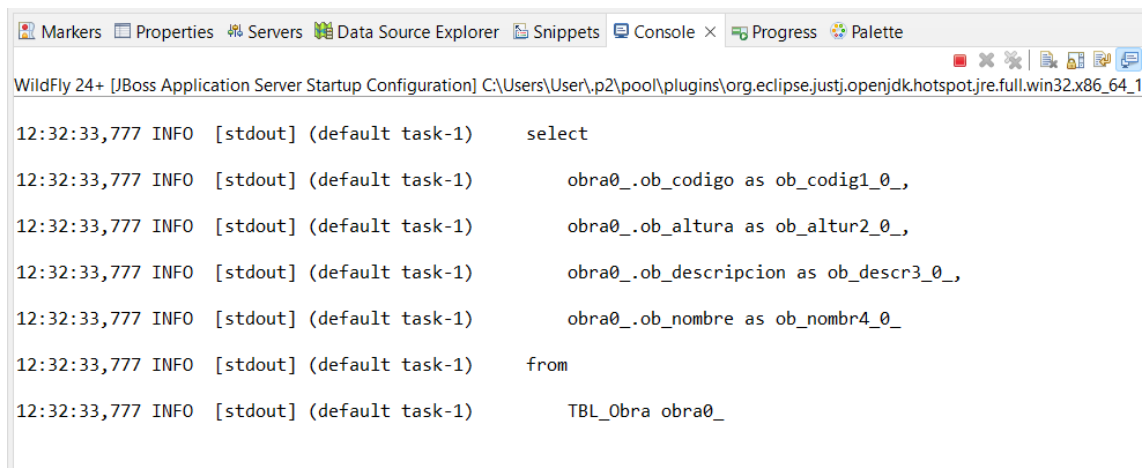 Markers Properties Servers Data Source Explorer Snippets Console × Progress Palette
WildFly 24+ [JBoss Application Server Startup Configuration] C:\Users\User\.p2\pool\plugins\org.eclipse.justj.openjdk.hotspot.jre.full.win32.x86_64_1
12:32:33,777 INFO [stdout] (default task-1) select
12:32:33,777 INFO [stdout] (default task-1) obra0_.ob_codigo as ob_codig1_0_,
12:32:33,777 INFO [stdout] (default task-1) obra0_.ob_altura as ob_altur2_0_,
12:32:33,777 INFO [stdout] (default task-1) obra0_.ob_descripcion as ob_descr3_0_,
12:32:33,777 INFO [stdout] (default task-1) obra0_.ob_nombre as ob_nombr4_0_
12:32:33,777 INFO [stdout] (default task-1) from
12:32:33,777 INFO [stdout] (default task-1) TBL_Obra obra0_